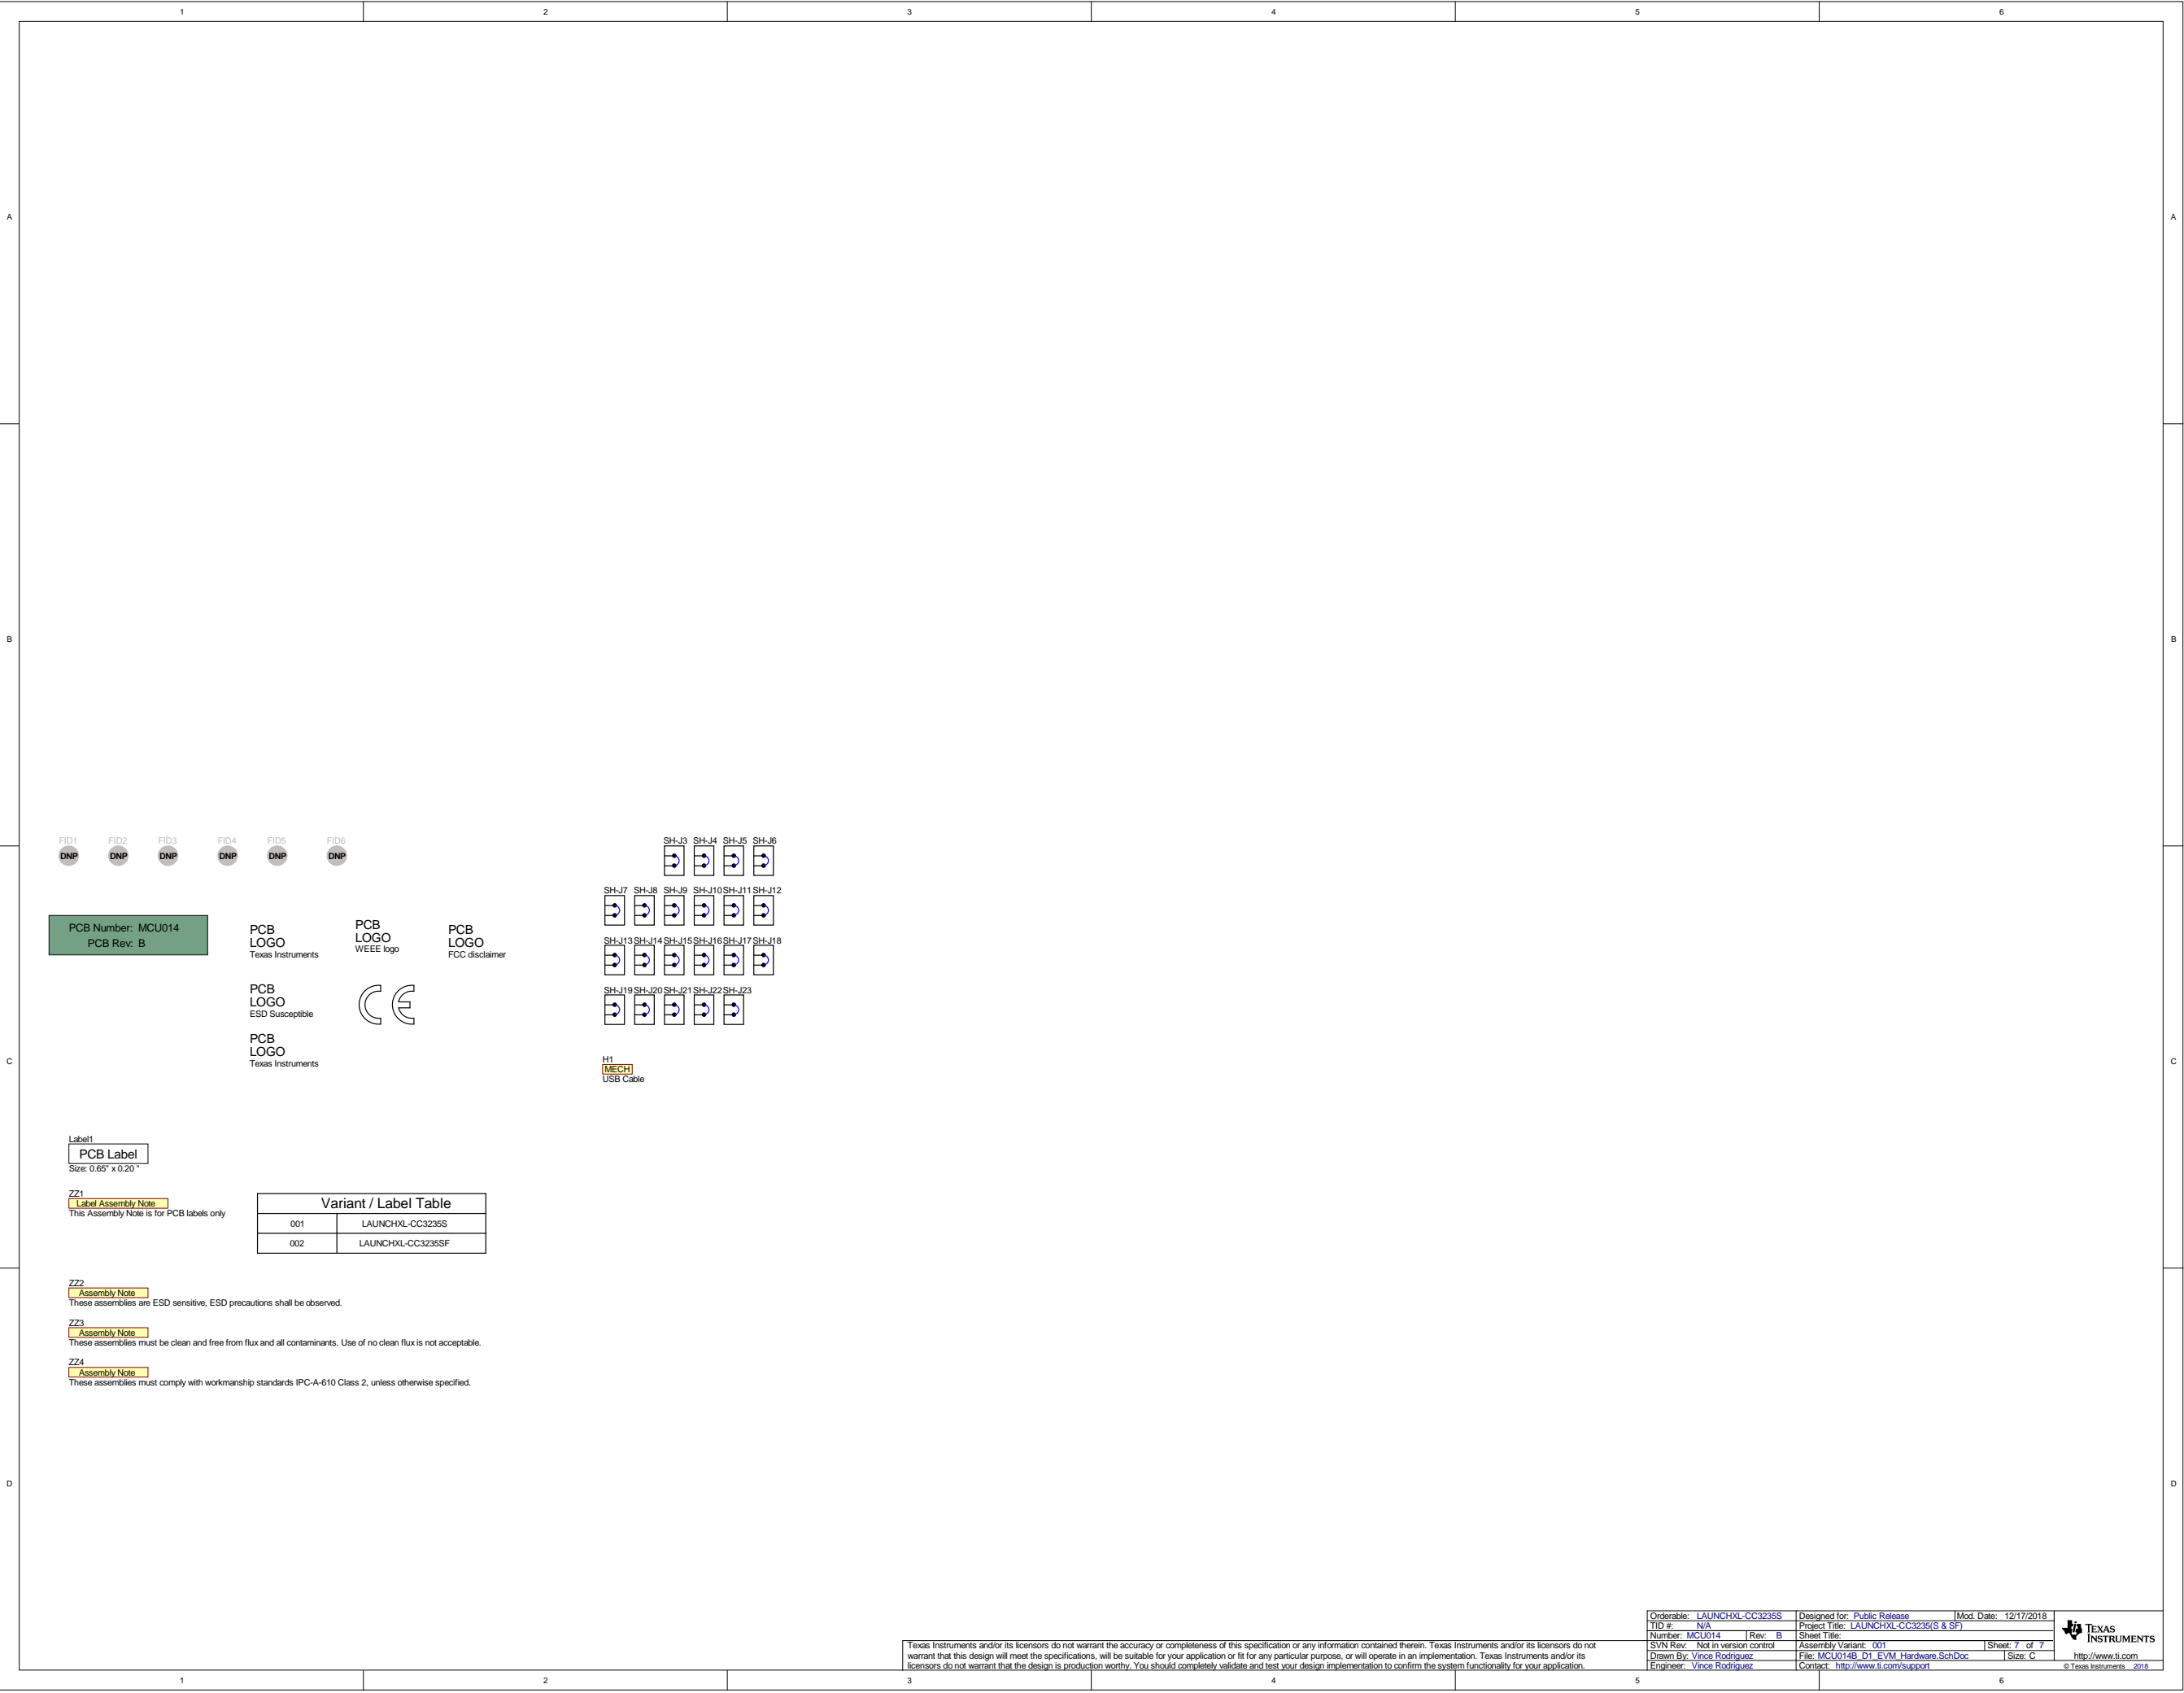 1 2 3 4 5 6
A A
B B
FID1 FID2 FID3 FID4 FID5 FID6
DNP DNP DNP DNP DNP DNP
SH-J3 SH-J4 SH-J5 SH-J6
SH-J7 SH-J8 SH-J9 SH-J10 SH-J11 SH-J12
PCB Number: MCU014
PCB Rev: B
PCB
LOGO
Texas Instruments
PCB
LOGO
WEEE logo
PCB
LOGO
FCC disclaimer
SH-J13 SH-J14 SH-J15 SH-J16 SH-J17 SH-J18
PCB
LOGO
ESD Susceptible
CE
SH-J19 SH-J20 SH-J21 SH-J22 SH-J23
PCB
LOGO
Texas Instruments
H1
MECH
USB Cable
C C
Label1
PCB Label
Size: 0.65" x 0.20 "
ZZ1
Label Assembly Note
This Assembly Note is for PCB labels only
Variant / Label Table
001 LAUNCHXL-CC3235S
002 LAUNCHXL-CC3235SF
ZZ2
Assembly Note
These assemblies are ESD sensitive, ESD precautions shall be observed.
ZZ3
Assembly Note
These assemblies must be clean and free from flux and all contaminants. Use of no clean flux is not acceptable.
ZZ4
Assembly Note
These assemblies must comply with workmanship standards IPC-A-610 Class 2, unless otherwise specified.
D D
Texas Instruments and/or its licensors do not warrant the accuracy or completeness of this specification or any information contained therein. Texas Instruments and/or its licensors do not
warrant that this design will meet the specifications, will be suitable for your application or fit for any particular purpose, or will operate in an implementation. Texas Instruments and/or its
licensors do not warrant that the design is production worthy. You should completely validate and test your design implementation to confirm the system functionality for your application.
Orderable: LAUNCHXL-CC3235S Designed for: Public Release Mod. Date: 12/17/2018
TID #: N/A Project Title: LAUNCHXL-CC3235(S & SF)
Number: MCU014 Rev: B Sheet Title:
SVN Rev: Not in version control Assembly Variant: 001 Sheet: 7 of 7
Drawn By: Vince Rodriguez File: MCU014B_D1_EVM_Hardware.SchDoc Size: C
Engineer: Vince Rodriguez Contact: http://www.ti.com/support
TEXAS
INSTRUMENTS
http://www.ti.com
© Texas Instruments 2018
1 2 3 4 5 6